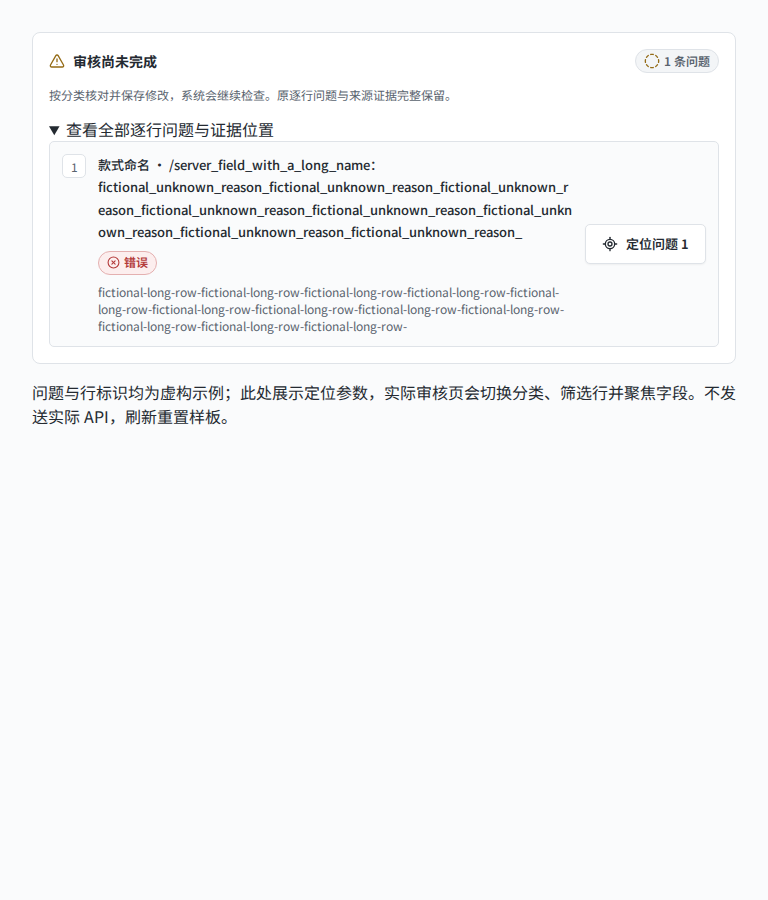 审核尚未完成
1 条问题
按分类核对并保存修改，系统会继续检查。原逐行问题与来源证据完整保留。
▼ 查看全部逐行问题与证据位置
1
款式命名 · /server_field_with_a_long_name：
fictional_unknown_reason_fictional_unknown_reason_fictional_unknown_r
eason_fictional_unknown_reason_fictional_unknown_reason_fictional_unkn
own_reason_fictional_unknown_reason_fictional_unknown_reason_
错误
fictional-long-row-fictional-long-row-fictional-long-row-fictional-long-row-fictional-
long-row-fictional-long-row-fictional-long-row-fictional-long-row-fictional-long-row-
fictional-long-row-fictional-long-row-fictional-long-row-
定位问题 1
问题与行标识均为虚构示例；此处展示定位参数，实际审核页会切换分类、筛选行并聚焦字段。不发
送实际 API，刷新重置样板。